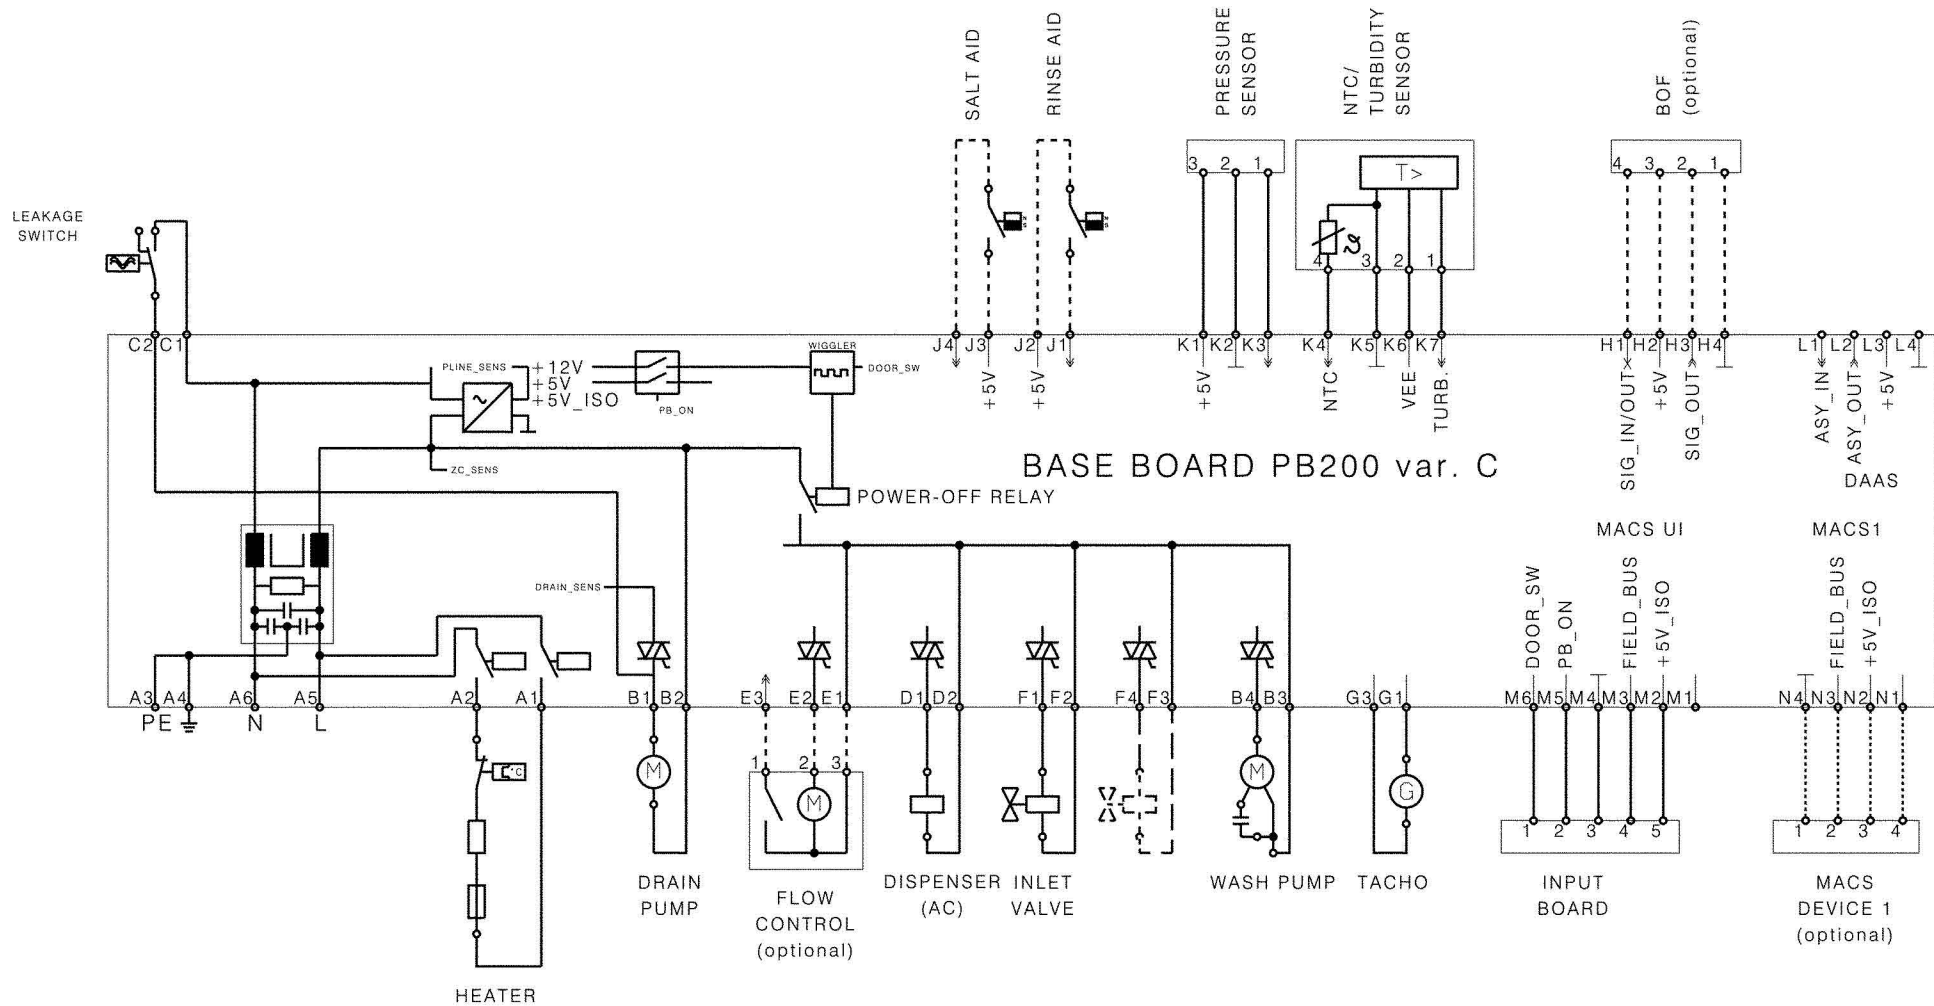 SALT AID
RINSE AID
PRESSURE
SENSOR
NTC/
TURBIDITY
SENSOR
BOF
(optional)
3 2 1
T>
4 3 2 1
4 3 2 1
LEAKAGE
SWITCH
C2 C1
J4 J3 J2 J1
K1 K2 K3
K4 K5 K6 K7
H1 H2 H3 H4
L1 L2 L3 L4
+5V
+5V
+5V
NTC
VEE
TURB.
SIG_IN/OUT
+5V
SIG_OUT
ASY_IN
ASY_OUT
+5V
DAAS
PLINE_SENS
+12V
+5V
+5V_ISO
PB_ON
WIGGLER
DOOR_SW
ZC_SENS
BASE BOARD PB200 var. C
POWER-OFF RELAY
MACS UI
MACS1
DRAIN_SENS
DOOR_SW
PB_ON
FIELD_BUS
+5V_ISO
FIELD_BUS
+5V_ISO
A3 A4 A6 A5 A2 A1 B1 B2 E3 E2 E1 D1 D2 F1 F2 F4 F3 B4 B3 G3 G1 M6 M5 M4 M3 M2 M1 N4 N3 N2 N1
PE N L
°C
M
1 2 3
M
M
G
1 2 3 4 5
1 2 3 4
HEATER
DRAIN
PUMP
FLOW
CONTROL
(optional)
DISPENSER
(AC)
INLET
VALVE
WASH PUMP
TACHO
INPUT
BOARD
MACS
DEVICE 1
(optional)